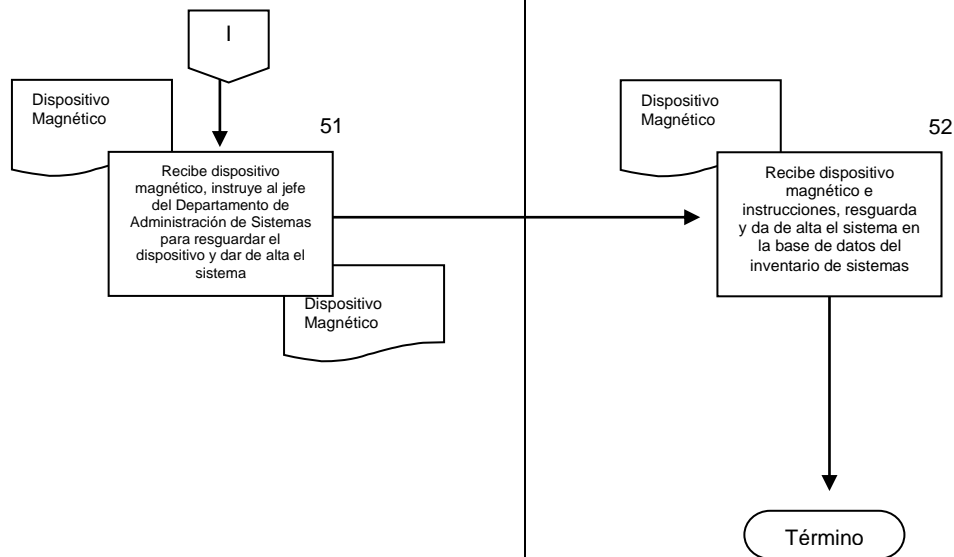 I
Dispositivo
Magnético
51
Recibe dispositivo
magnético, instruye al jefe
del Departamento de
Administración de Sistemas
para resguardar el
dispositivo y dar de alta el
sistema
Dispositivo
Magnético
Dispositivo
Magnético
52
Recibe dispositivo
magnético e
instrucciones, resguarda
y da de alta el sistema en
la base de datos del
inventario de sistemas
Término